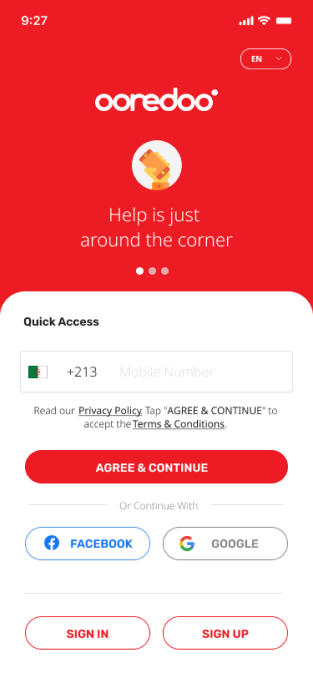 9:27
EN
ooredoo
Help is just
around the corner
Quick Access
+213 Mobile Number
Read our Privacy Policy. Tap "AGREE & CONTINUE" to
accept the Terms & Conditions.
AGREE & CONTINUE
Or Continue With
FACEBOOK GOOGLE
SIGN IN SIGN UP